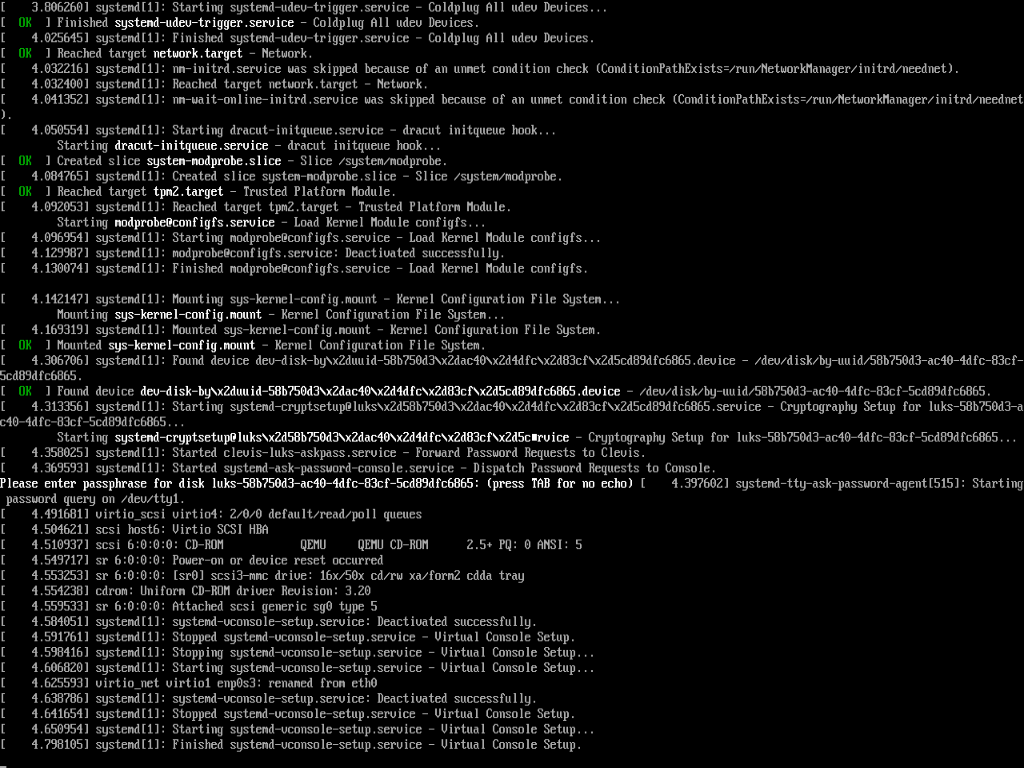 [    3.806260] systemd[1]: Starting systemd-udev-trigger.service - Coldplug All udev Devices...
[  OK  ] Finished systemd-udev-trigger.service - Coldplug All udev Devices.
[    4.025645] systemd[1]: Finished systemd-udev-trigger.service - Coldplug All udev Devices.
[  OK  ] Reached target network.target - Network.
[    4.032216] systemd[1]: nm-initrd.service was skipped because of an unmet condition check (ConditionPathExists=/run/NetworkManager/initrd/neednet).
[    4.032400] systemd[1]: Reached target network.target - Network.
[    4.041352] systemd[1]: nm-wait-online-initrd.service was skipped because of an unmet condition check (ConditionPathExists=/run/NetworkManager/initrd/neednet
).
[    4.050554] systemd[1]: Starting dracut-initqueue.service - dracut initqueue hook...
         Starting dracut-initqueue.service - dracut initqueue hook...
[  OK  ] Created slice system-modprobe.slice - Slice /system/modprobe.
[    4.084765] systemd[1]: Created slice system-modprobe.slice - Slice /system/modprobe.
[  OK  ] Reached target tpm2.target - Trusted Platform Module.
[    4.092053] systemd[1]: Reached target tpm2.target - Trusted Platform Module.
         Starting modprobe@configfs.service - Load Kernel Module configfs...
[    4.096954] systemd[1]: Starting modprobe@configfs.service - Load Kernel Module configfs...
[    4.129987] systemd[1]: modprobe@configfs.service: Deactivated successfully.
[    4.130074] systemd[1]: Finished modprobe@configfs.service - Load Kernel Module configfs.
[    4.142147] systemd[1]: Mounting sys-kernel-config.mount - Kernel Configuration File System...
         Mounting sys-kernel-config.mount - Kernel Configuration File System...
[    4.169319] systemd[1]: Mounted sys-kernel-config.mount - Kernel Configuration File System.
[  OK  ] Mounted sys-kernel-config.mount - Kernel Configuration File System.
[    4.306706] systemd[1]: Found device dev-disk-by\x2duuid-58b750d3\x2dac40\x2d4dfc\x2d83cf\x2d5cd89dfc6865.device - /dev/disk/by-uuid/58b750d3-ac40-4dfc-83cf-
5cd89dfc6865.
[  OK  ] Found device dev-disk-by\x2duuid-58b750d3\x2dac40\x2d4dfc\x2d83cf\x2d5cd89dfc6865.device - /dev/disk/by-uuid/58b750d3-ac40-4dfc-83cf-5cd89dfc6865.
[    4.313356] systemd[1]: Starting systemd-cryptsetup@luks\x2d58b750d3\x2dac40\x2d4dfc\x2d83cf\x2d5cd89dfc6865.service - Cryptography Setup for luks-58b750d3-a
c40-4dfc-83cf-5cd89dfc6865...
         Starting systemd-cryptsetup@luks\x2d58b750d3\x2dac40\x2d4dfc\x2d83cf\x2d5c■rvice - Cryptography Setup for luks-58b750d3-ac40-4dfc-83cf-5cd89dfc6865...
[    4.358025] systemd[1]: Started clevis-luks-askpass.service - Forward Password Requests to Clevis.
[    4.369593] systemd[1]: Started systemd-ask-password-console.service - Dispatch Password Requests to Console.
Please enter passphrase for disk luks-58b750d3-ac40-4dfc-83cf-5cd89dfc6865: (press TAB for no echo) [    4.397602] systemd-tty-ask-password-agent[515]: Starting
 password query on /dev/tty1.
[    4.491681] virtio_scsi virtio4: 2/0/0 default/read/poll queues
[    4.504621] scsi host6: Virtio SCSI HBA
[    4.510937] scsi 6:0:0:0: CD-ROM            QEMU     QEMU CD-ROM      2.5+ PQ: 0 ANSI: 5
[    4.549717] sr 6:0:0:0: Power-on or device reset occurred
[    4.553253] sr 6:0:0:0: [sr0] scsi3-mmc drive: 16x/50x cd/rw xa/form2 cdda tray
[    4.554238] cdrom: Uniform CD-ROM driver Revision: 3.20
[    4.559533] sr 6:0:0:0: Attached scsi generic sg0 type 5
[    4.584051] systemd[1]: systemd-vconsole-setup.service: Deactivated successfully.
[    4.591761] systemd[1]: Stopped systemd-vconsole-setup.service - Virtual Console Setup.
[    4.598416] systemd[1]: Stopping systemd-vconsole-setup.service - Virtual Console Setup...
[    4.606820] systemd[1]: Starting systemd-vconsole-setup.service - Virtual Console Setup...
[    4.625593] virtio_net virtio1 enp0s3: renamed from eth0
[    4.638786] systemd[1]: systemd-vconsole-setup.service: Deactivated successfully.
[    4.641654] systemd[1]: Stopped systemd-vconsole-setup.service - Virtual Console Setup.
[    4.650954] systemd[1]: Starting systemd-vconsole-setup.service - Virtual Console Setup...
[    4.798105] systemd[1]: Finished systemd-vconsole-setup.service - Virtual Console Setup.